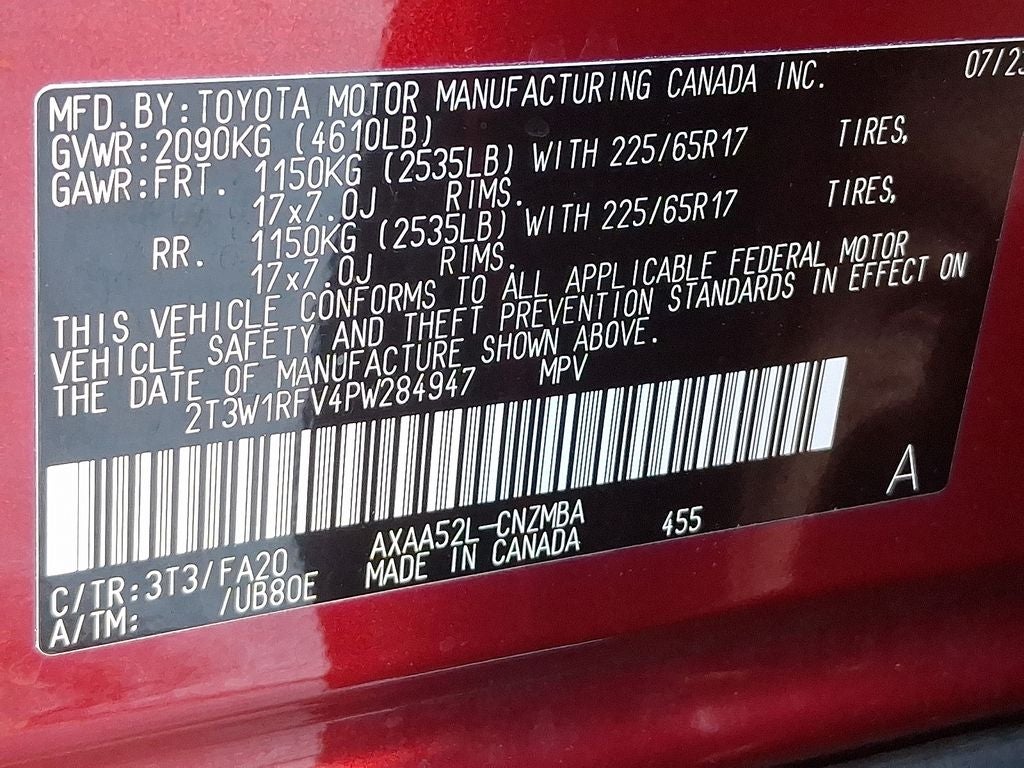 MFD.BY:TOYOTA MOTOR MANUFACTURING CANADA INC. 07/23
GVWR:2090KG (4610LB)
GAWR:FRT. 1150KG (2535LB) WITH 225/65R17 TIRES,
17x7.0J RIMS.
RR. 1150KG (2535LB) WITH 225/65R17 TIRES,
17x7.0J RIMS.
THIS VEHICLE CONFORMS TO ALL APPLICABLE FEDERAL MOTOR
VEHICLE SAFETY AND THEFT PREVENTION STANDARDS IN EFFECT ON
THE DATE OF MANUFACTURE SHOWN ABOVE.
2T3W1RFV4PW284947 MPV
A
AXAA52L-CNZMBA 455
C/TR:3T3/FA20 MADE IN CANADA
A/TM: /UB80E